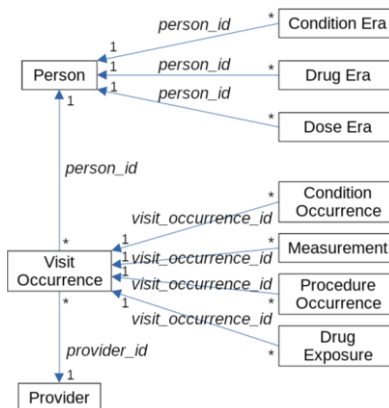 Condition Era
1
*
person_id
Person
1
person_id
*
Drug Era
1
person_id
*
Dose Era
1
person_id
*
Visit
Occurrence
Condition
Occurrence
*
visit_occurrence_id
1
Measurement
*
visit_occurrence_id
1
Procedure
Occurrence
*
visit_occurrence_id
1
Drug
Exposure
*
visit_occurrence_id
1
*
provider_id
1
Provider